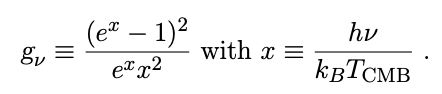 g_ν ≡ (e^x − 1)^2 / e^x x^2 with x ≡ hν / k_B T_CMB .